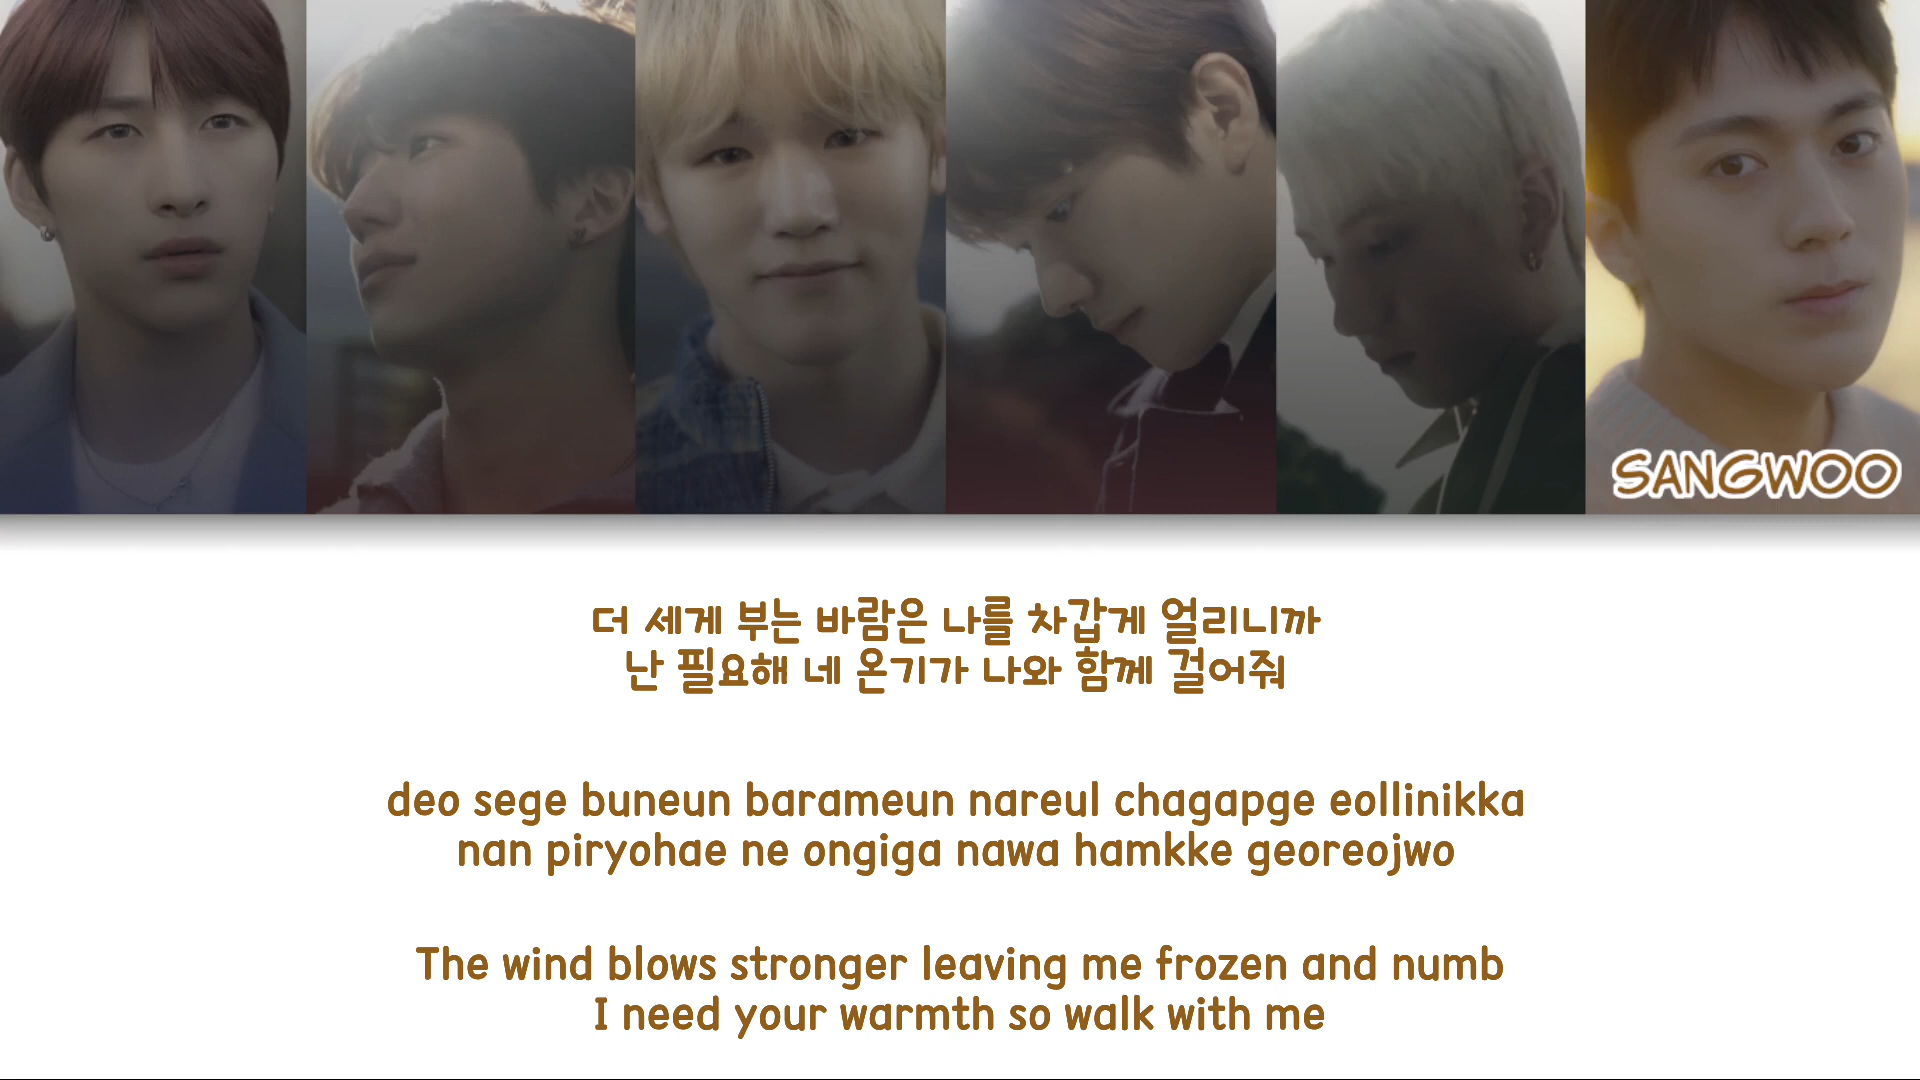 SANGWOO
더 세게 부는 바람은 나를 차갑게 얼리니까
난 필요해 네 온기가 나와 함께 걸어줘
deo sege buneun barameun nareul chagapge eollinikka
nan piryohae ne ongiga nawa hamkke georeojwo
The wind blows stronger leaving me frozen and numb
I need your warmth so walk with me